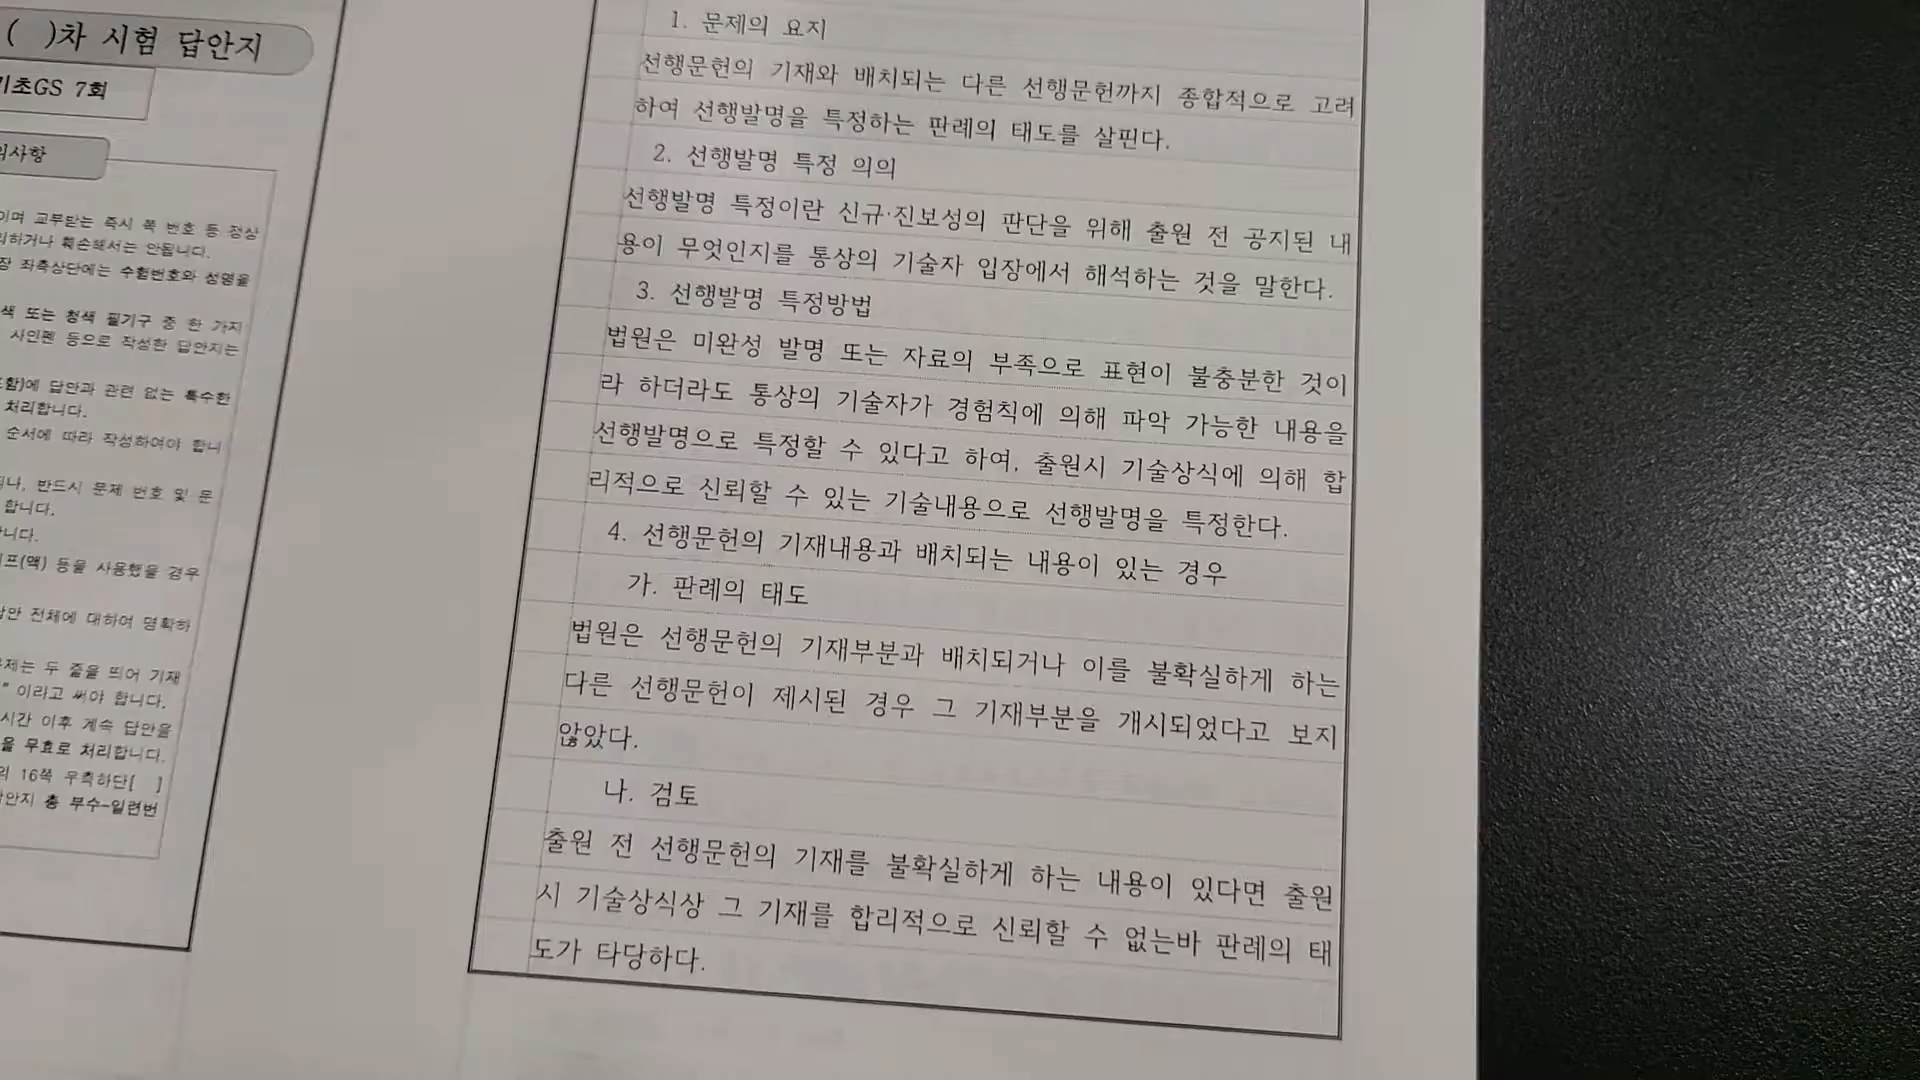 ( )차 시험 답안지
기초GS 7회
의사항
이며 교부받는 즉시 쪽 번호 등 정상
리하거나 훼손해서는 안됩니다.
장 좌측상단에는 수험번호와 성명을
색 또는 청색 필기구 중 한 가지
사인펜 등으로 작성한 답안지는
함)에 답안과 관련 없는 특수한
처리합니다.
순서에 따라 작성하여야 합니
되나, 반드시 문제 번호 및 문
합니다.
니다.
프(액) 등을 사용했을 경우
답안 전체에 대하여 명확하
제는 두 줄을 띄어 기재
" 이라고 써야 합니다.
시간 이후 계속 답안을
을 무효로 처리합니다.
의 16쪽 우측하단[ ]
답안지 총 부수-일련번
1. 문제의 요지
선행문헌의 기재와 배치되는 다른 선행문헌까지 종합적으로 고려
하여 선행발명을 특정하는 판례의 태도를 살핀다.
2. 선행발명 특정 의의
선행발명 특정이란 신규·진보성의 판단을 위해 출원 전 공지된 내
용이 무엇인지를 통상의 기술자 입장에서 해석하는 것을 말한다.
3. 선행발명 특정방법
법원은 미완성 발명 또는 자료의 부족으로 표현이 불충분한 것이
라 하더라도 통상의 기술자가 경험칙에 의해 파악 가능한 내용을
선행발명으로 특정할 수 있다고 하여, 출원시 기술상식에 의해 합
리적으로 신뢰할 수 있는 기술내용으로 선행발명을 특정한다.
4. 선행문헌의 기재내용과 배치되는 내용이 있는 경우
가. 판례의 태도
법원은 선행문헌의 기재부분과 배치되거나 이를 불확실하게 하는
다른 선행문헌이 제시된 경우 그 기재부분을 개시되었다고 보지
않았다.
나. 검토
출원 전 선행문헌의 기재를 불확실하게 하는 내용이 있다면 출원
시 기술상식상 그 기재를 합리적으로 신뢰할 수 없는바 판례의 태
도가 타당하다.